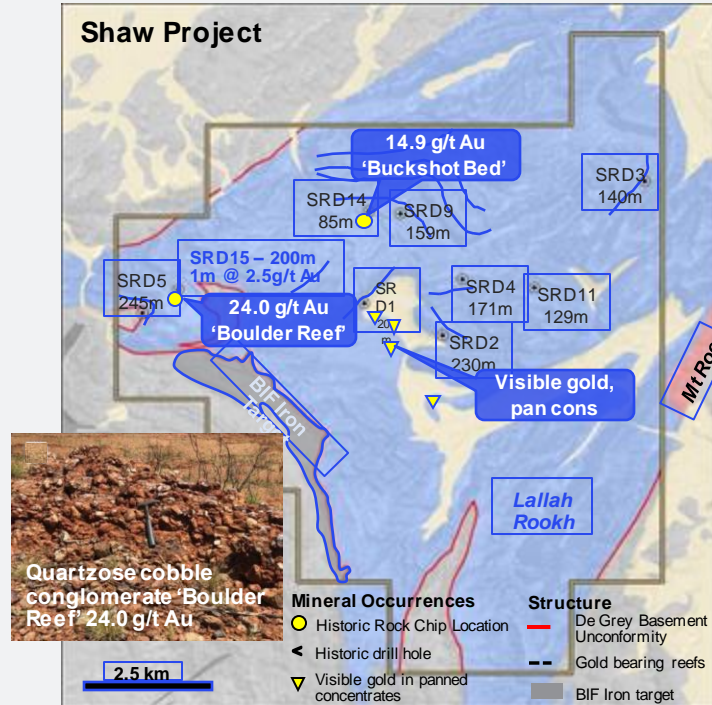 Shaw Project
14.9 g/t Au
'Buckshot Bed'
SRD3
140m
SRD14
85m
SRD9
159m
SRD15 – 200m
1m @ 2.5g/t Au
SRD5
245m
24.0 g/t Au
'Boulder Reef'
SR
D1
20
SRD4
171m
SRD11
129m
SRD2
230m
Visible gold,
pan cons
BIF Iron
Lallah
Rookh
Quartzose cobble
conglomerate 'Boulder
Reef' 24.0 g/t Au
2.5 km
Mineral Occurrences
Historic Rock Chip Location
Historic drill hole
Visible gold in panned
concentrates
Structure
De Grey Basement
Unconformity
Gold bearing reefs
BIF Iron target